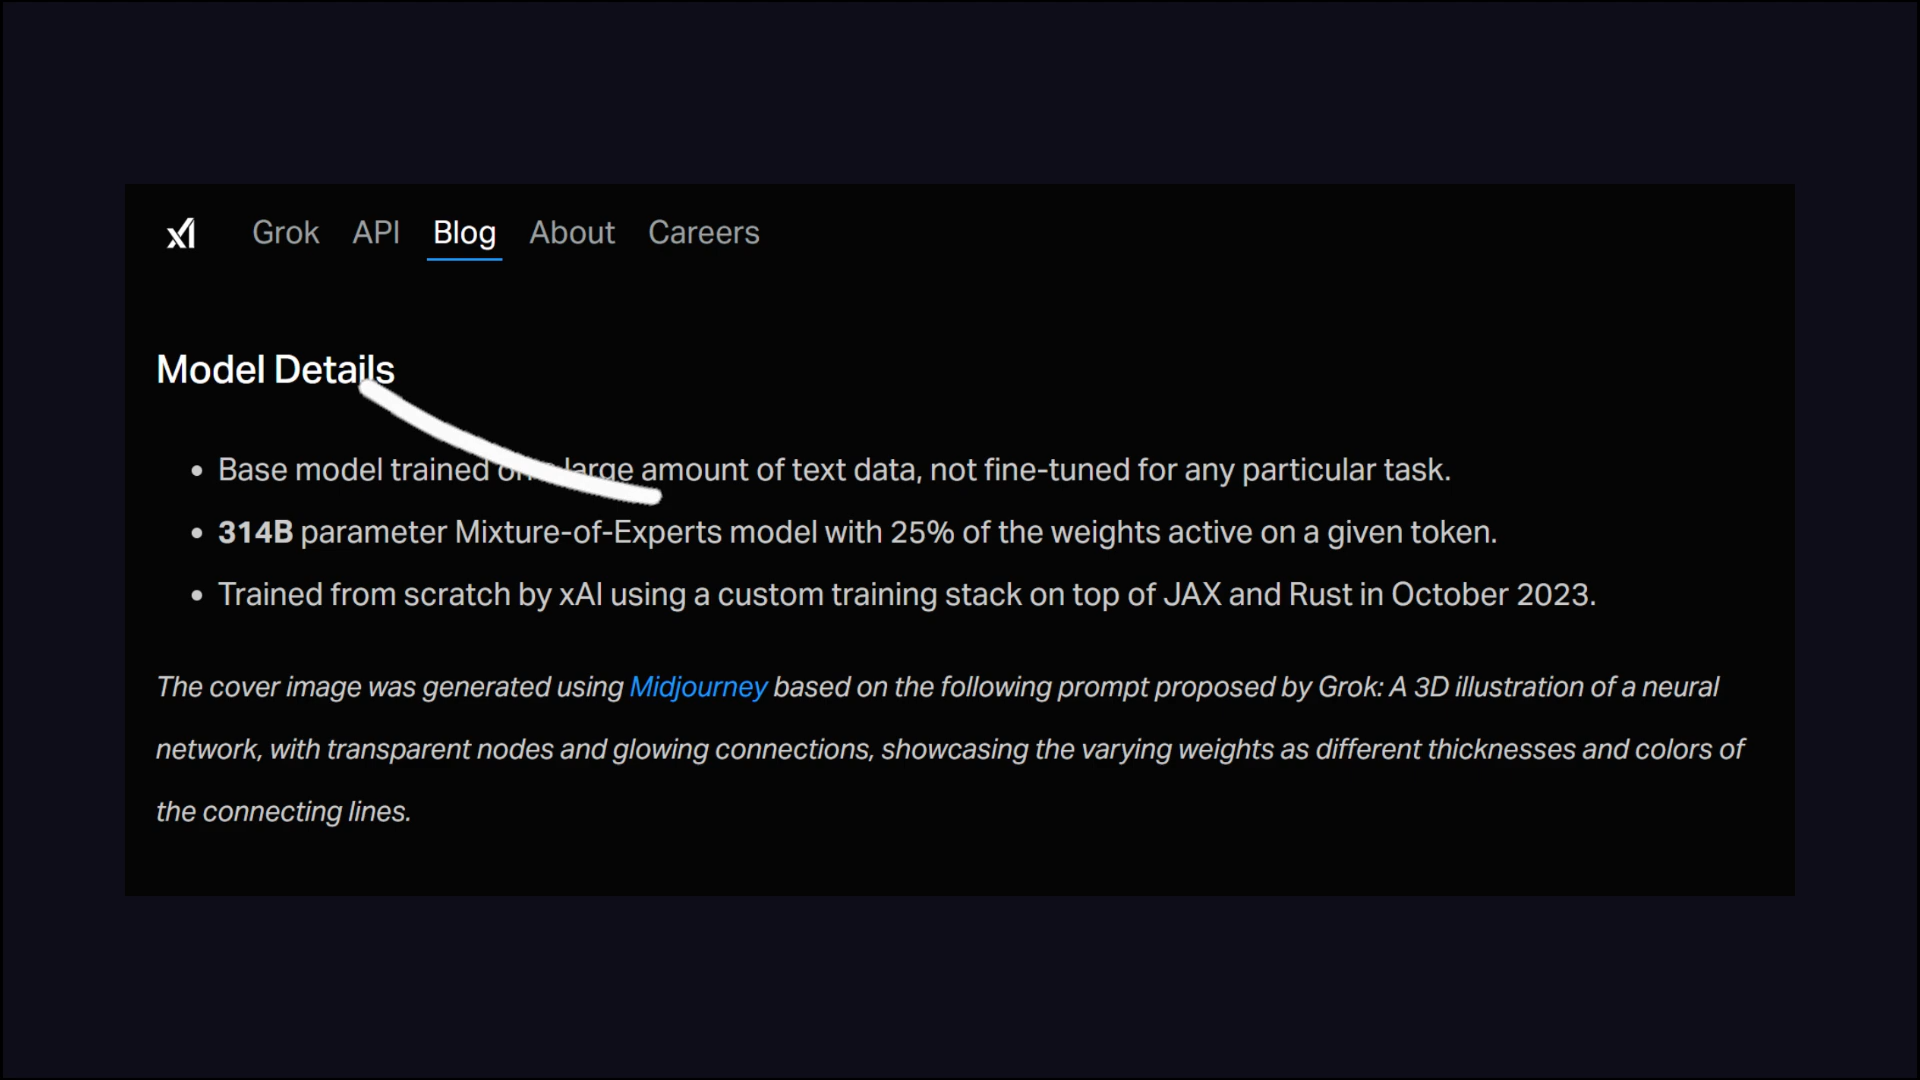 xI
Grok API Blog About Careers
Model Details
• Base model trained large amount of text data, not fine-tuned for any particular task.
• 314B parameter Mixture-of-Experts model with 25% of the weights active on a given token.
• Trained from scratch by xAI using a custom training stack on top of JAX and Rust in October 2023.
The cover image was generated using Midjourney based on the following prompt proposed by Grok: A 3D illustration of a neural
network, with transparent nodes and glowing connections, showcasing the varying weights as different thicknesses and colors of
the connecting lines.